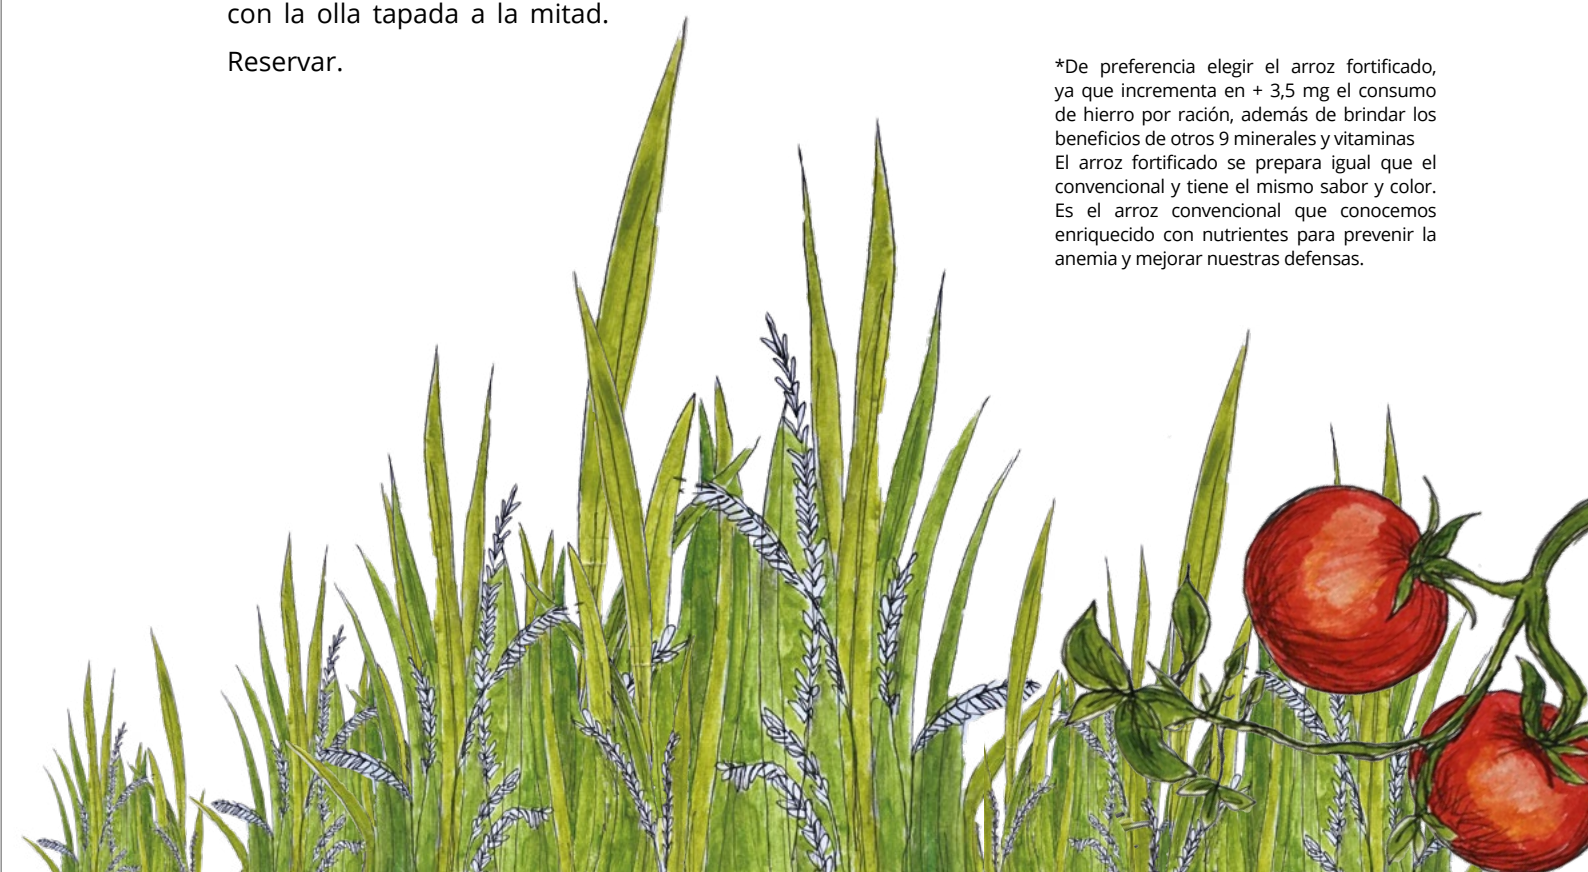 con la olla tapada a la mitad.
Reservar.
*De preferencia elegir el arroz fortificado,
ya que incrementa en + 3,5 mg el consumo
de hierro por ración, además de brindar los
beneficios de otros 9 minerales y vitaminas
El arroz fortificado se prepara igual que el
convencional y tiene el mismo sabor y color.
Es el arroz convencional que conocemos
enriquecido con nutrientes para prevenir la
anemia y mejorar nuestras defensas.